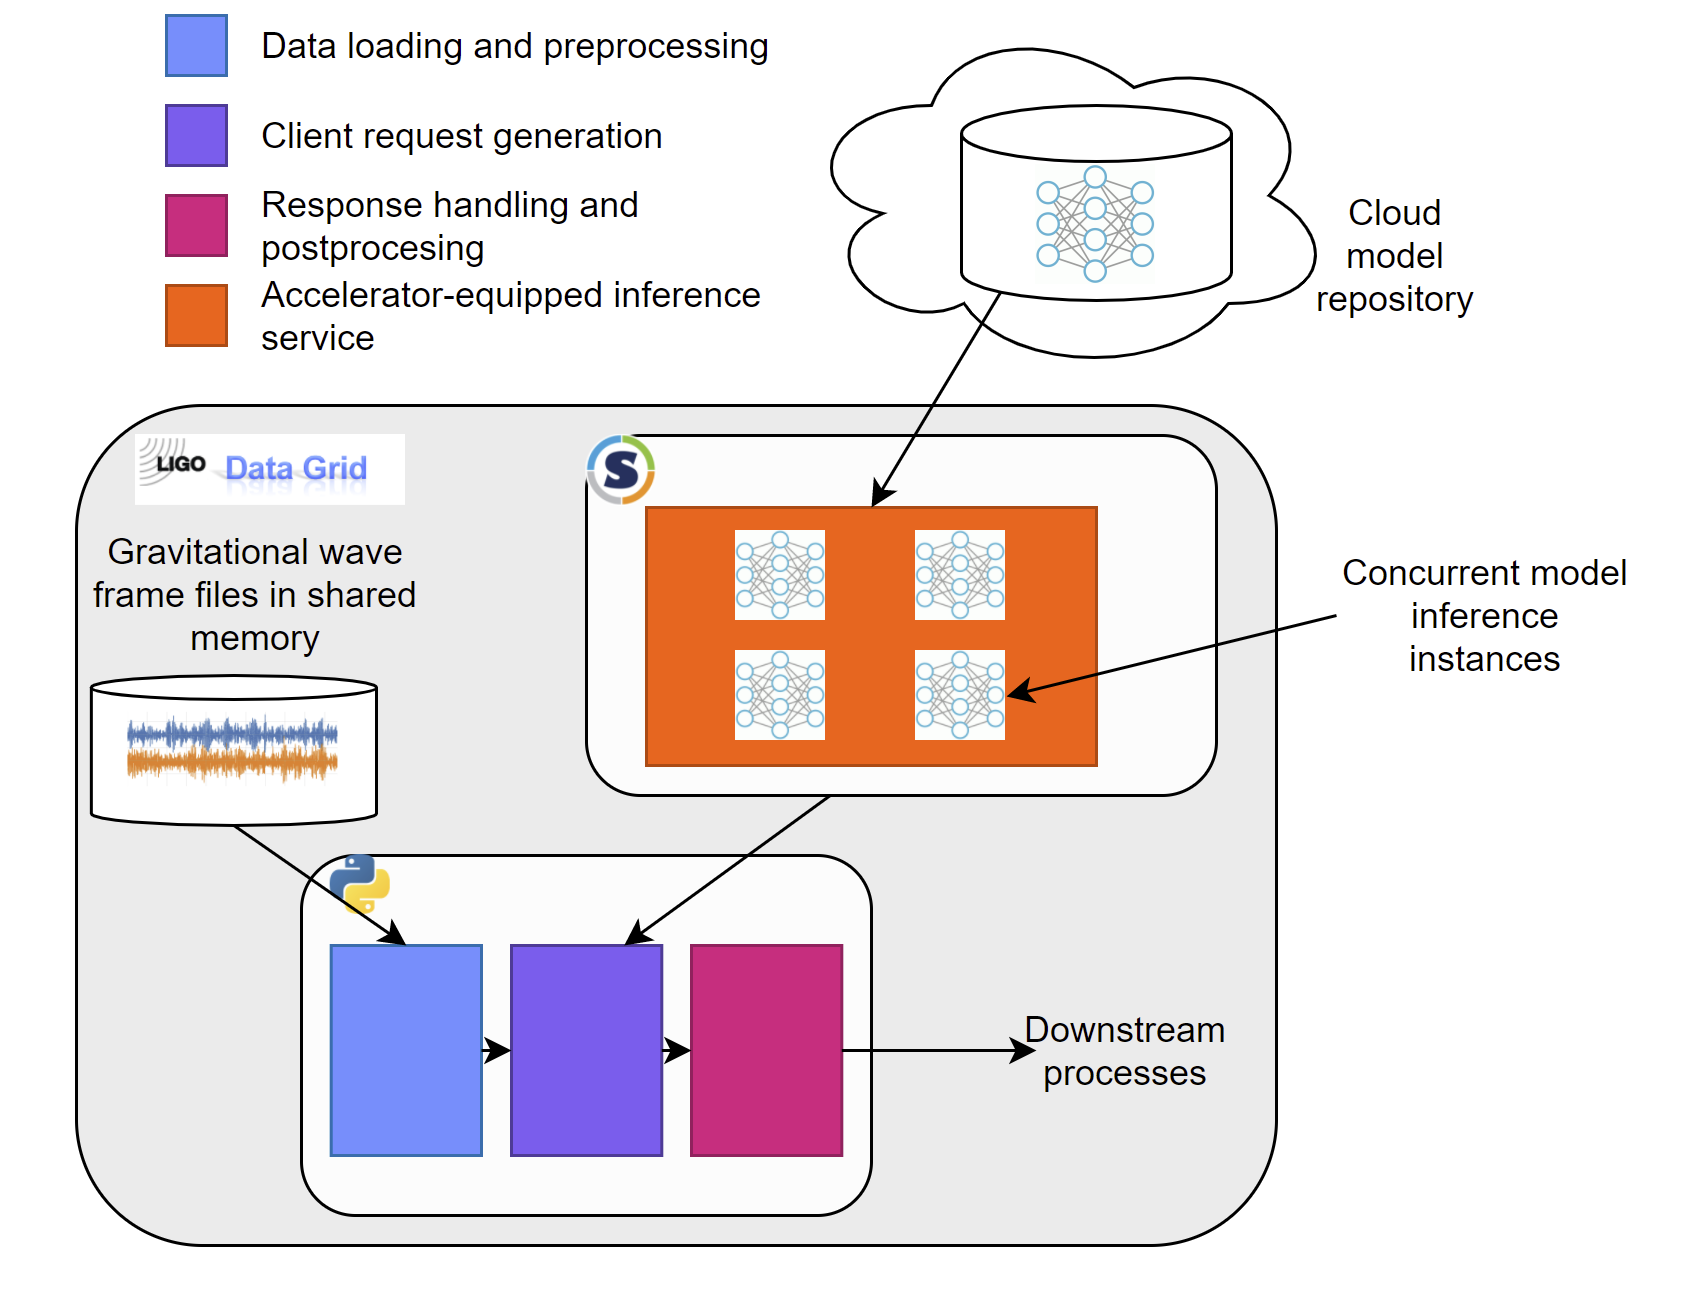 Data loading and preprocessing
Client request generation
Response handling and
postprocesing
Accelerator-equipped inference
service
Cloud
model
repository
LIGO Data Grid
S
Gravitational wave
frame files in shared
memory
Concurrent model
inference
instances
Downstream
processes